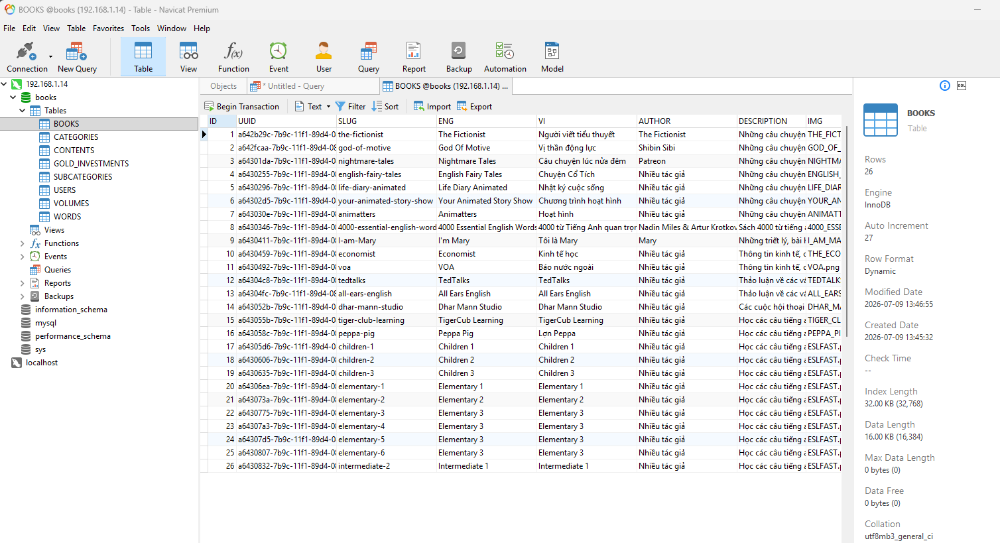 BOOKS @books (192.168.1.14) - Table - Navicat Premium
File Edit View Table Favorites Tools Window Help
Connection New Query Table View Function Event User Query Report Backup Automation Model
192.168.1.14
books
Tables
BOOKS
CATEGORIES
CONTENTS
GOLD_INVESTMENTS
SUBCATEGORIES
USERS
VOLUMES
WORDS
Views
Functions
Events
Queries
Reports
Backups
information_schema
mysql
performance_schema
sys
localhost
Objects * Untitled - Query BOOKS @books (192.168.1.14) ...
Begin Transaction Text Filter Sort Import Export
ID UUID SLUG ENG VI AUTHOR DESCRIPTION IMG
1 a642b29c-7b9c-11f1-89d4-0 the-fictionist The Fictionist Người viết tiểu thuyết The Fictionist Những câu chuyện THE_FICT
2 a642fcaa-7b9c-11f1-89d4-08 god-of-motive God Of Motive Vị thần động lực Shibin Sibi Những câu chuyện GOD_OF_
3 a64301da-7b9c-11f1-89d4-0 nightmare-tales Nightmare Tales Câu chuyện lúc nửa đêm Patreon Những câu chuyện NIGHTMA
4 a6430255-7b9c-11f1-89d4-0 english-fairy-tales English Fairy Tales Chuyện Cổ Tích Nhiều tác giả Những câu chuyện ENGLISH_
5 a6430296-7b9c-11f1-89d4-0 life-diary-animated Life Diary Animated Nhật ký cuộc sống Nhiều tác giả Những câu chuyện LIFE_DIAR
6 a64302d5-7b9c-11f1-89d4-0 your-animated-story-show Your Animated Story Show Chương trình hoạt hình Nhiều tác giả Những câu chuyện YOUR_AN
7 a643030e-7b9c-11f1-89d4-0 animatters Animatters Hoạt hình Nhiều tác giả Những câu chuyện ANIMATT
8 a6430346-7b9c-11f1-89d4-0 4000-essential-english-word 4000 Essential English Words 4000 từ Tiếng Anh quan trọn Nadin Miles & Artur Krotkov Sách 4000 từ tiếng a 4000_ESSE
9 a6430411-7b9c-11f1-89d4-0 I-am-Mary I'm Mary Tôi là Mary Mary Những triết lý, bài h I_AM_MA
10 a6430459-7b9c-11f1-89d4-0 economist Economist Kinh tế học Nhiều tác giả Thông tin kinh tế, c THE_ECO
11 a6430492-7b9c-11f1-89d4-0 voa VOA Báo nước ngoài Nhiều tác giả Thông tin kinh tế, c VOA.png
12 a64304c8-7b9c-11f1-89d4-0 tedtalks TedTalks TedTalks Nhiều tác giả Thảo luận về các vấ TEDTALK
13 a64304fc-7b9c-11f1-89d4-08 all-ears-english All Ears English All Ears English Nhiều tác giả Thảo luận về các vấ ALL_EARS
14 a643052b-7b9c-11f1-89d4-0 dhar-mann-studio Dhar Mann Studio Dhar Mann Studio Nhiều tác giả Các cuộc hội thoại DHAR_MA
15 a643055b-7b9c-11f1-89d4-0 tiger-club-learning TigerCub Learning TigerCub Learning Nhiều tác giả Học các câu tiếng a TIGER_CL
16 a643058c-7b9c-11f1-89d4-0 peppa-pig Peppa Pig Lợn Peppa Nhiều tác giả Học các câu tiếng a PEPPA_PI
17 a64305d6-7b9c-11f1-89d4-0 children-1 Children 1 Children 1 Nhiều tác giả Học các câu tiếng a ESLFAST.p
18 a6430606-7b9c-11f1-89d4-0 children-2 Children 2 Children 2 Nhiều tác giả Học các câu tiếng a ESLFAST.p
19 a6430635-7b9c-11f1-89d4-0 children-3 Children 3 Children 3 Nhiều tác giả Học các câu tiếng a ESLFAST.p
20 a64306ea-7b9c-11f1-89d4-0 elementary-1 Elementary 1 Elementary 1 Nhiều tác giả Học các câu tiếng a ESLFAST.p
21 a643073a-7b9c-11f1-89d4-0 elementary-2 Elementary 2 Elementary 2 Nhiều tác giả Học các câu tiếng a ESLFAST.p
22 a6430775-7b9c-11f1-89d4-0 elementary-3 Elementary 3 Elementary 3 Nhiều tác giả Học các câu tiếng a ESLFAST.p
23 a64307a3-7b9c-11f1-89d4-0 elementary-4 Elementary 3 Elementary 3 Nhiều tác giả Học các câu tiếng a ESLFAST.p
24 a64307d5-7b9c-11f1-89d4-0 elementary-5 Elementary 3 Elementary 3 Nhiều tác giả Học các câu tiếng a ESLFAST.p
25 a6430807-7b9c-11f1-89d4-0 elementary-6 Elementary 3 Elementary 3 Nhiều tác giả Học các câu tiếng a ESLFAST.p
26 a6430832-7b9c-11f1-89d4-0 intermediate-2 Intermediate 1 Intermediate 1 Nhiều tác giả Học các câu tiếng a ESLFAST.p
DDL
BOOKS
Table
Rows
26
Engine
InnoDB
Auto Increment
27
Row Format
Dynamic
Modified Date
2026-07-09 13:46:55
Created Date
2026-07-09 13:45:32
Check Time
--
Index Length
32.00 KB (32,768)
Data Length
16.00 KB (16,384)
Max Data Length
0 bytes (0)
Data Free
0 bytes (0)
Collation
utf8mb3_general_ci